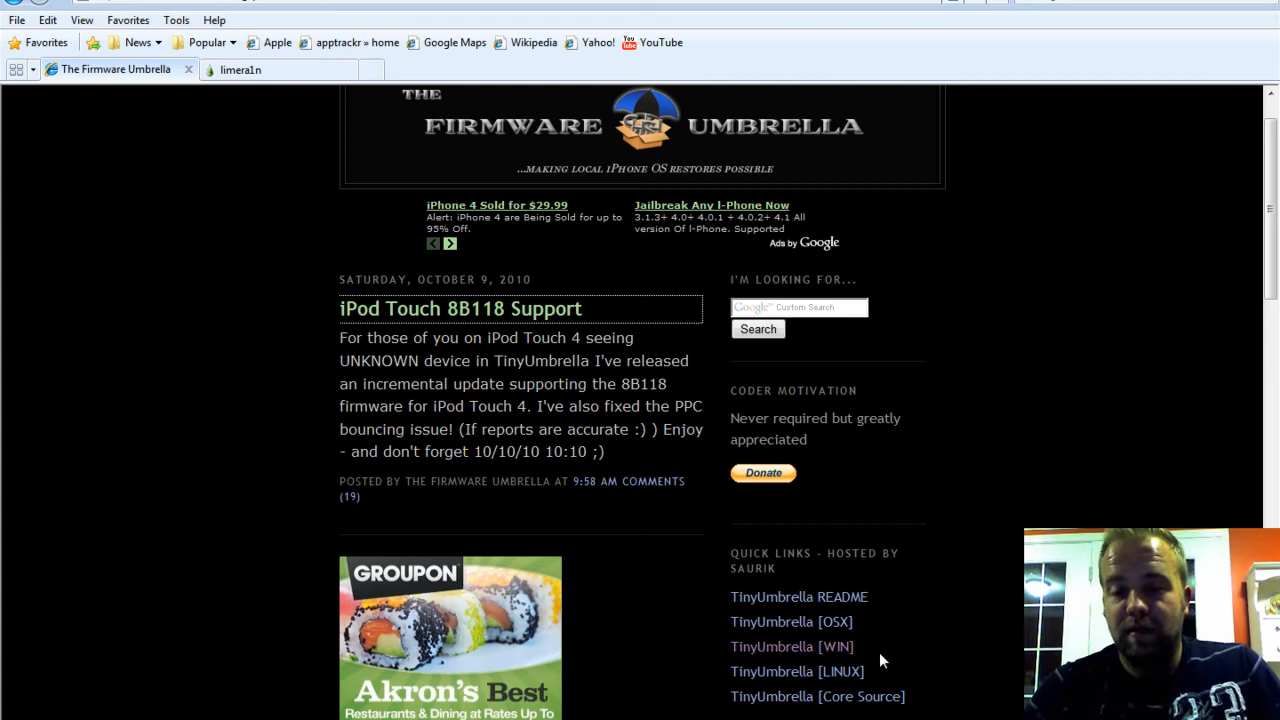 File Edit View Favorites Tools Help
Favorites News Popular Apple apptrackr » home Google Maps Wikipedia Yahoo! You Tube YouTube
The Firmware Umbrella limera1n
THE
FIRMWARE UMBRELLA
...MAKING LOCAL IPHONE OS RESTORES POSSIBLE
iPhone 4 Sold for $29.99
Alert: iPhone 4 are Being Sold for up to
95% Off.
Jailbreak Any I-Phone Now
3.1.3+ 4.0+ 4.0.1 + 4.0.2+ 4.1 All
version Of I-Phone. Supported
Ads by Google
SATURDAY, OCTOBER 9, 2010
iPod Touch 8B118 Support
For those of you on iPod Touch 4 seeing
UNKNOWN device in TinyUmbrella I've released
an incremental update supporting the 8B118
firmware for iPod Touch 4. I've also fixed the PPC
bouncing issue! (If reports are accurate :) ) Enjoy
- and don't forget 10/10/10 10:10 ;)
POSTED BY THE FIRMWARE UMBRELLA AT 9:58 AM COMMENTS
(19)
GROUPON
Akron's Best
Restaurants & Dining at Rates Up To
I'M LOOKING FOR...
Google™ Custom Search
Search
CODER MOTIVATION
Never required but greatly
appreciated
Donate
QUICK LINKS - HOSTED BY
SAURIK
TinyUmbrella README
TinyUmbrella [OSX]
TinyUmbrella [WIN]
TinyUmbrella [LINUX]
TinyUmbrella [Core Source]